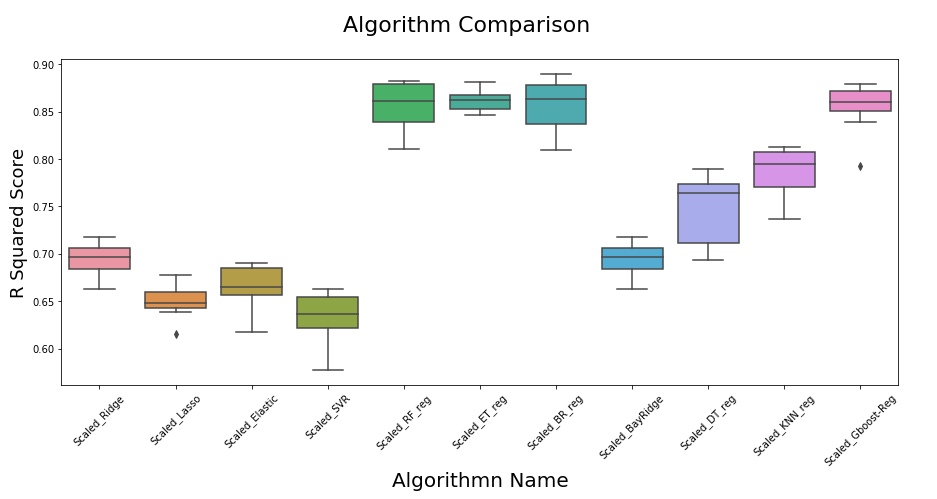 Algorithm Comparison
0.90
0.85
0.80
0.75
0.70
0.65
0.60
R Squared Score
Scaled_Ridge
Scaled_Lasso
Scaled_Elastic
Scaled_SVR
Scaled_RF_reg
Scaled_ET_reg
Scaled_BR_reg
Scaled_BayRidge
Scaled_DT_reg
Scaled_KNN_reg
Scaled_Gboost-Reg
Algorithmn Name